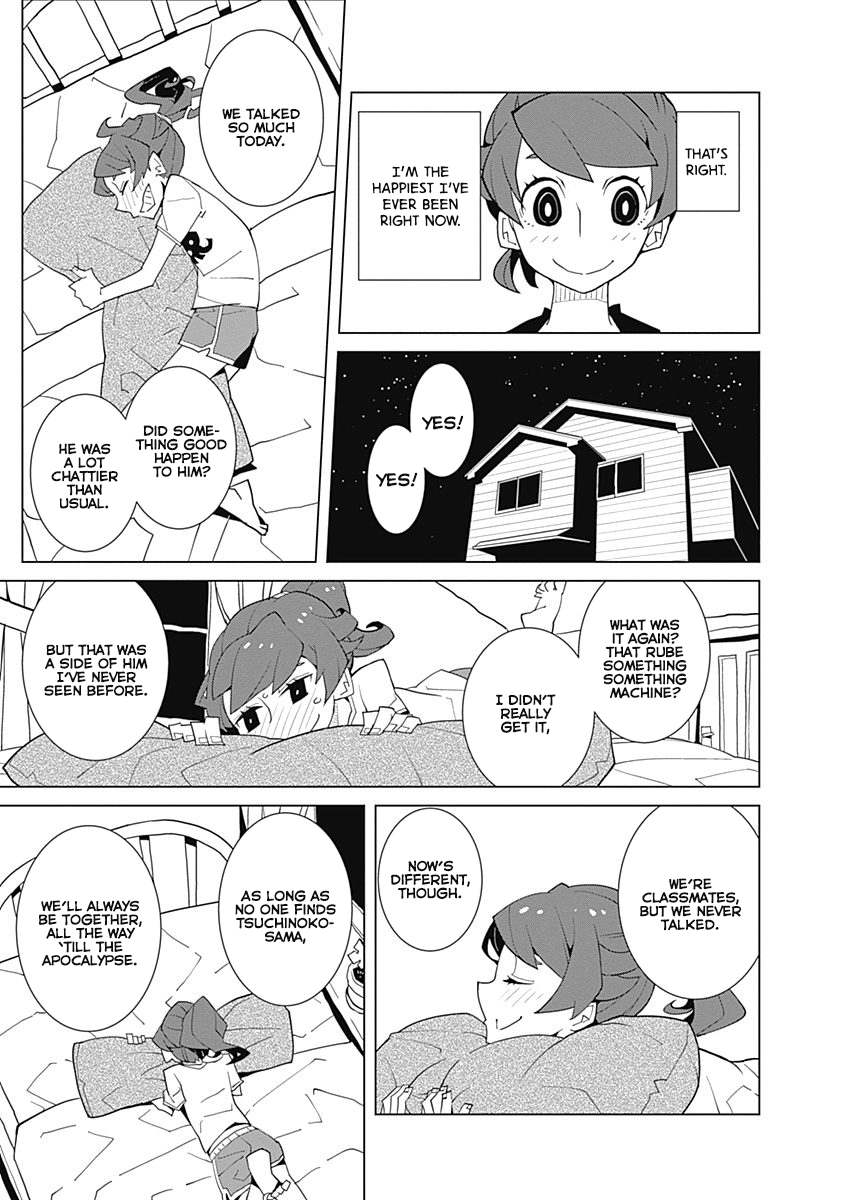 THAT'S
RIGHT.
I'M THE
HAPPIEST I'VE
EVER BEEN
RIGHT NOW.
YES!
YES!
WE TALKED
SO MUCH
TODAY.
DID SOME-
THING GOOD
HAPPEN
TO HIM?
HE WAS
A LOT
CHATTIER
THAN
USUAL.
WHAT WAS
IT AGAIN?
THAT RUBE
SOMETHING
SOMETHING
MACHINE?
I DIDN'T
REALLY
GET IT,
BUT THAT WAS
A SIDE OF HIM
I'VE NEVER
SEEN BEFORE.
WE'RE
CLASSMATES,
BUT WE NEVER
TALKED.
NOW'S
DIFFERENT,
THOUGH.
AS LONG AS
NO ONE FINDS
TSUCHINOKO-
SAMA,
WE'LL ALWAYS
BE TOGETHER,
ALL THE WAY
'TILL THE
APOCALYPSE.